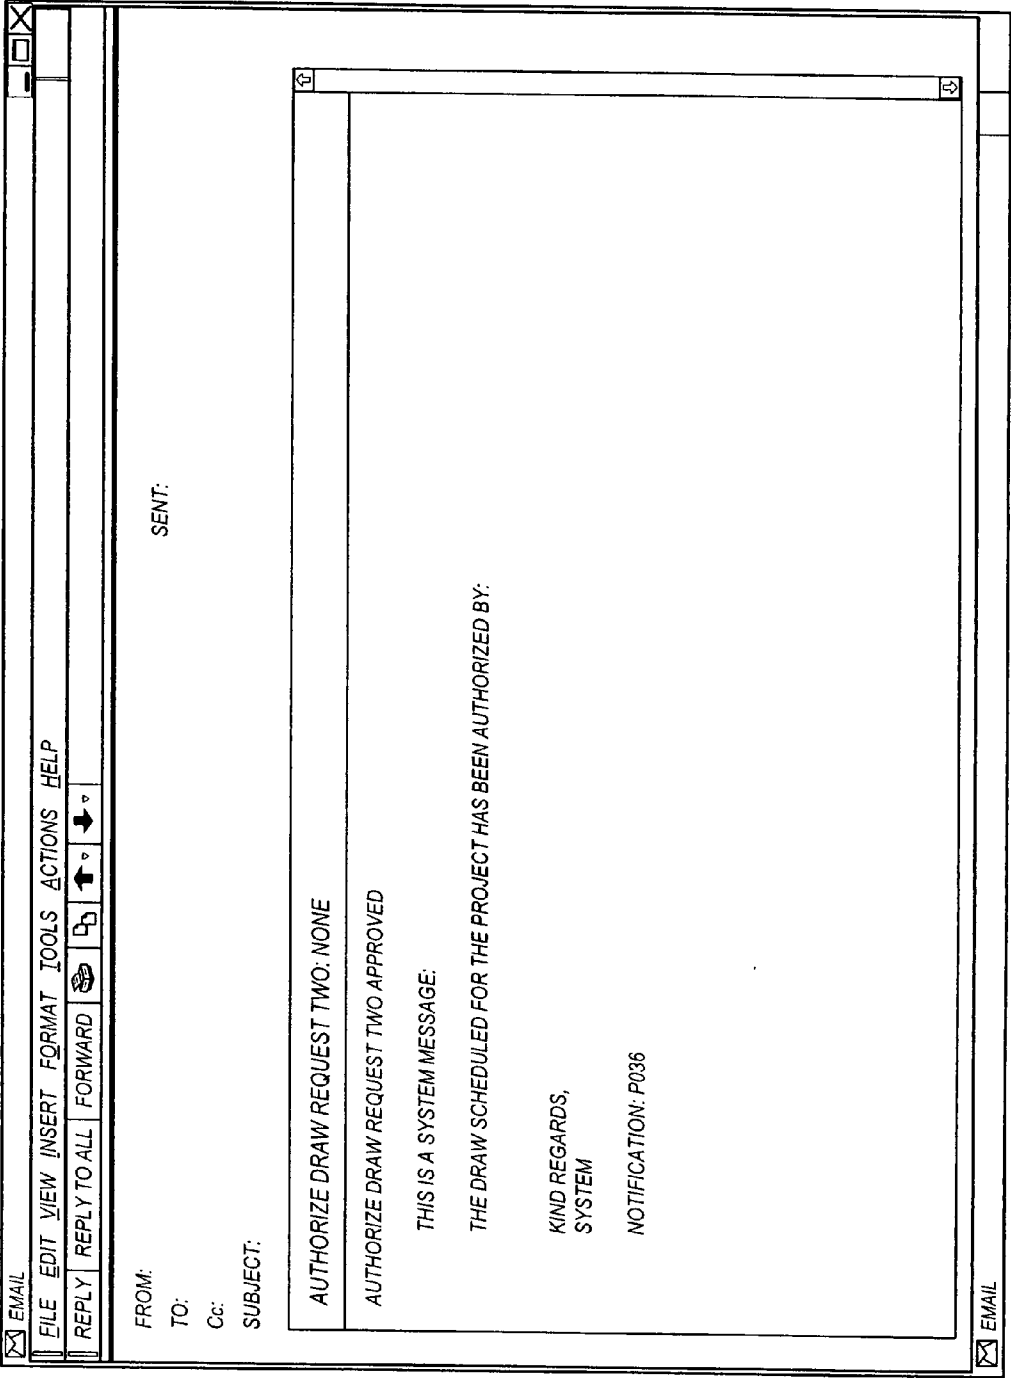 EMAIL
FILE EDIT VIEW INSERT FORMAT TOOLS ACTIONS HELP
REPLY REPLY TO ALL FORWARD
FROM:
SENT:
TO:
Cc:
SUBJECT:
AUTHORIZE DRAW REQUEST TWO: NONE
AUTHORIZE DRAW REQUEST TWO APPROVED
THIS IS A SYSTEM MESSAGE:
THE DRAW SCHEDULED FOR THE PROJECT HAS BEEN AUTHORIZED BY:
KIND REGARDS,
SYSTEM
NOTIFICATION: P036
EMAIL